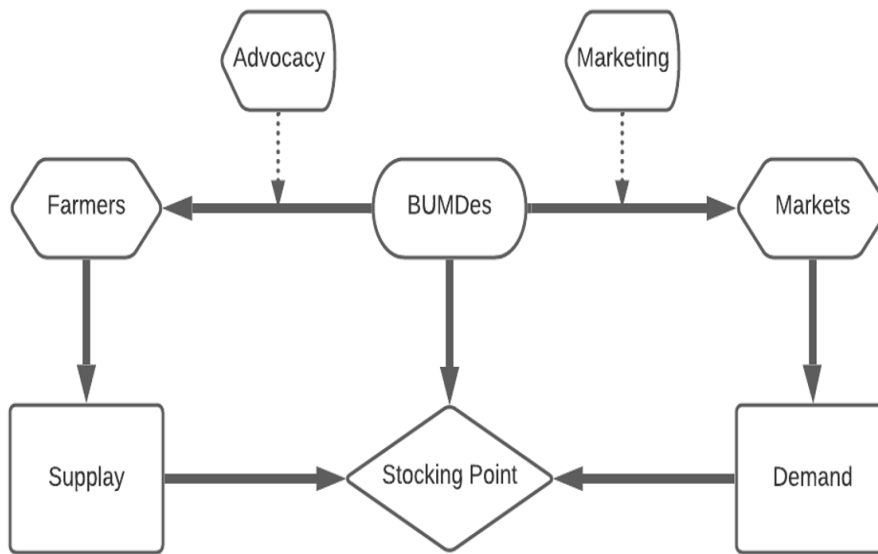 Advocacy
Marketing
Farmers
BUMDes
Markets
Supplay
Stocking Point
Demand